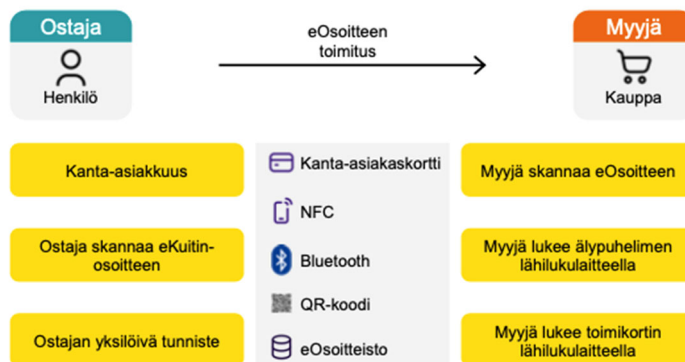 Ostaja
Henkilö
eOsoitteen
toimitus
Myyjä
Kauppa
Kanta-asiakkuus
Ostaja skannaa eKuitin-
osoitteen
Ostajan yksilöivä tunniste
Kanta-asiakaskortti
NFC
Bluetooth
QR-koodi
eOsoitteisto
Myyjä skannaa eOsoitteen
Myyjä lukee älypuhelimen
lähilukulaitteella
Myyjä lukee toimikortin
lähilukulaitteella